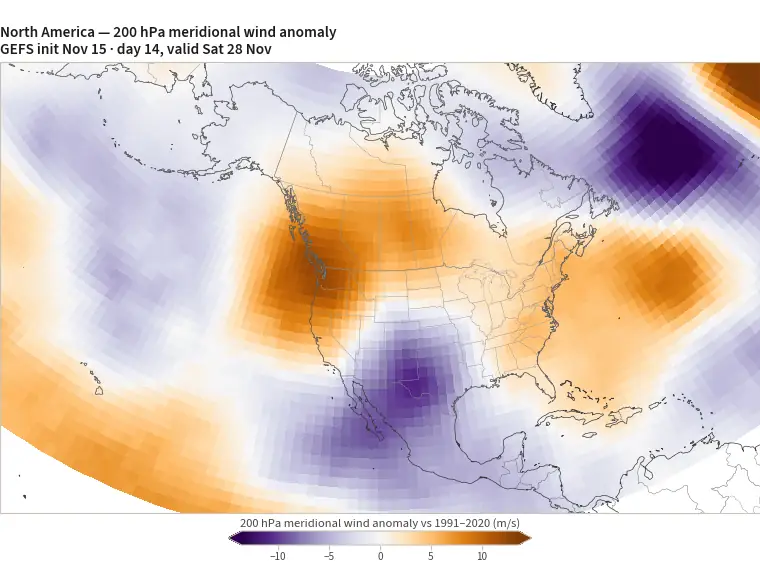 North America — 200 hPa meridional wind anomaly
GEFS init Nov 15 · day 14, valid Sat 28 Nov
200 hPa meridional wind anomaly vs 1991–2020 (m/s)
−10 −5 0 5 10